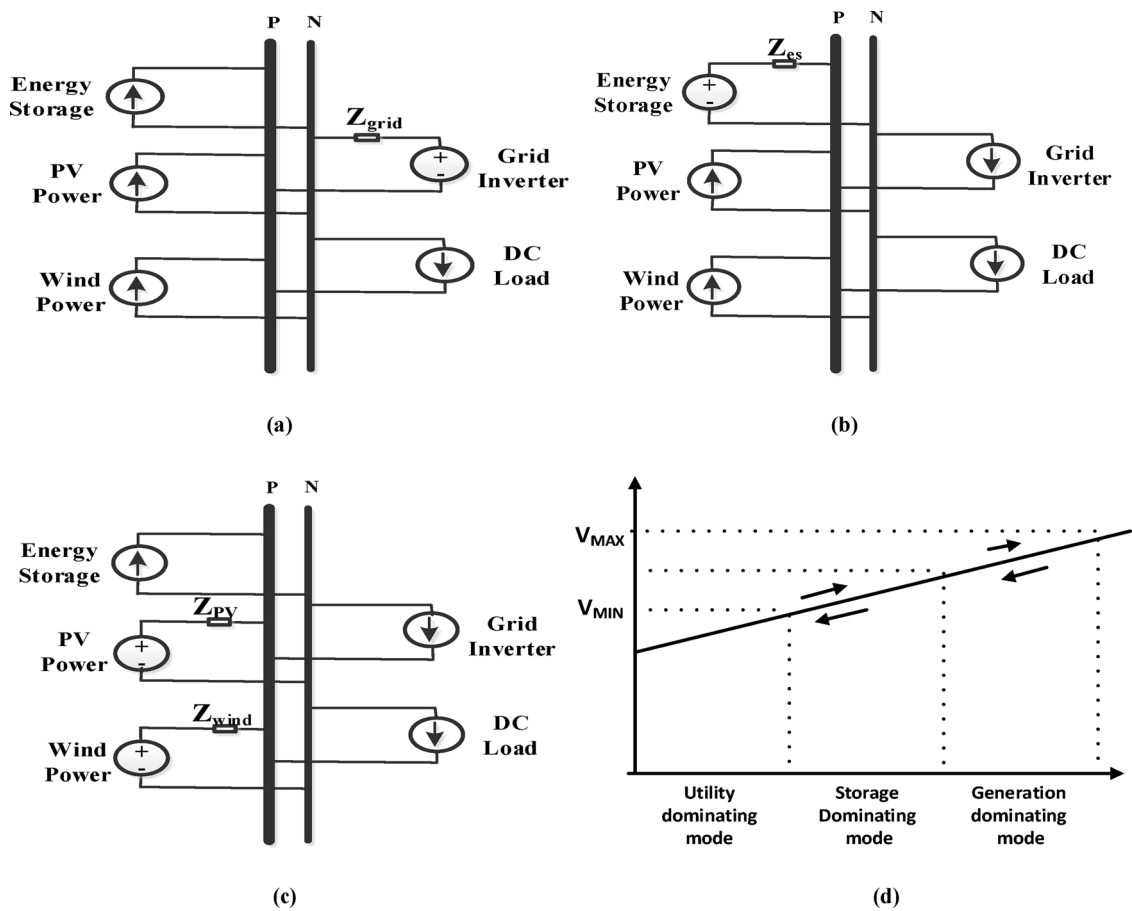 P N
Energy
Storage
Z_grid
PV
Power
+
-
Grid
Inverter
Wind
Power
DC
Load
(a)
P N
Z_es
Energy
Storage
+
-
PV
Power
Grid
Inverter
Wind
Power
DC
Load
(b)
P N
Energy
Storage
Z_PV
PV
Power
+
-
Grid
Inverter
Z_wind
Wind
Power
+
-
DC
Load
(c)
V_MAX
V_MIN
Utility
dominating
mode
Storage
Dominating
mode
Generation
dominating
mode
(d)